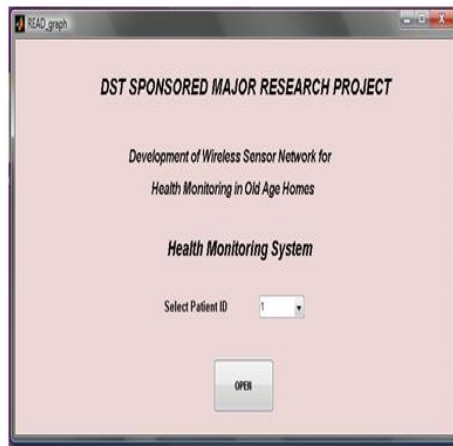 READ_graph
DST SPONSORED MAJOR RESEARCH PROJECT
Development of Wireless Sensor Network for
Health Monitoring in Old Age Homes
Health Monitoring System
Select Patient ID 1
OPEN